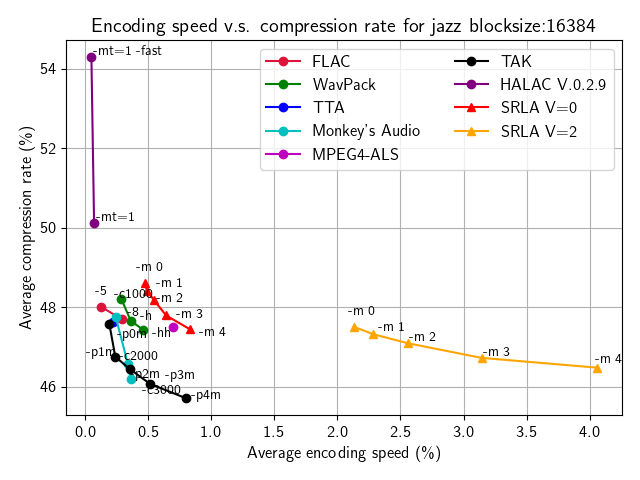 Encoding speed v.s. compression rate for jazz blocksize:16384
Average compression rate (%)
54
52
50
48
46
FLAC
WavPack
TTA
Monkey's Audio
MPEG4-ALS
TAK
HALAC V.0.2.9
SRLA V=0
SRLA V=2
-mt=1 -fast
-mt=1
-5
-8
-c1000
-h
-hh
-m 0
-m 1
-m 2
-m 3
-m 4
-p0m
-p1m
-c2000
-p2m
-c3000
-p3m
-p4m
-m 0
-m 1
-m 2
-m 3
-m 4
0.0 0.5 1.0 1.5 2.0 2.5 3.0 3.5 4.0
Average encoding speed (%)